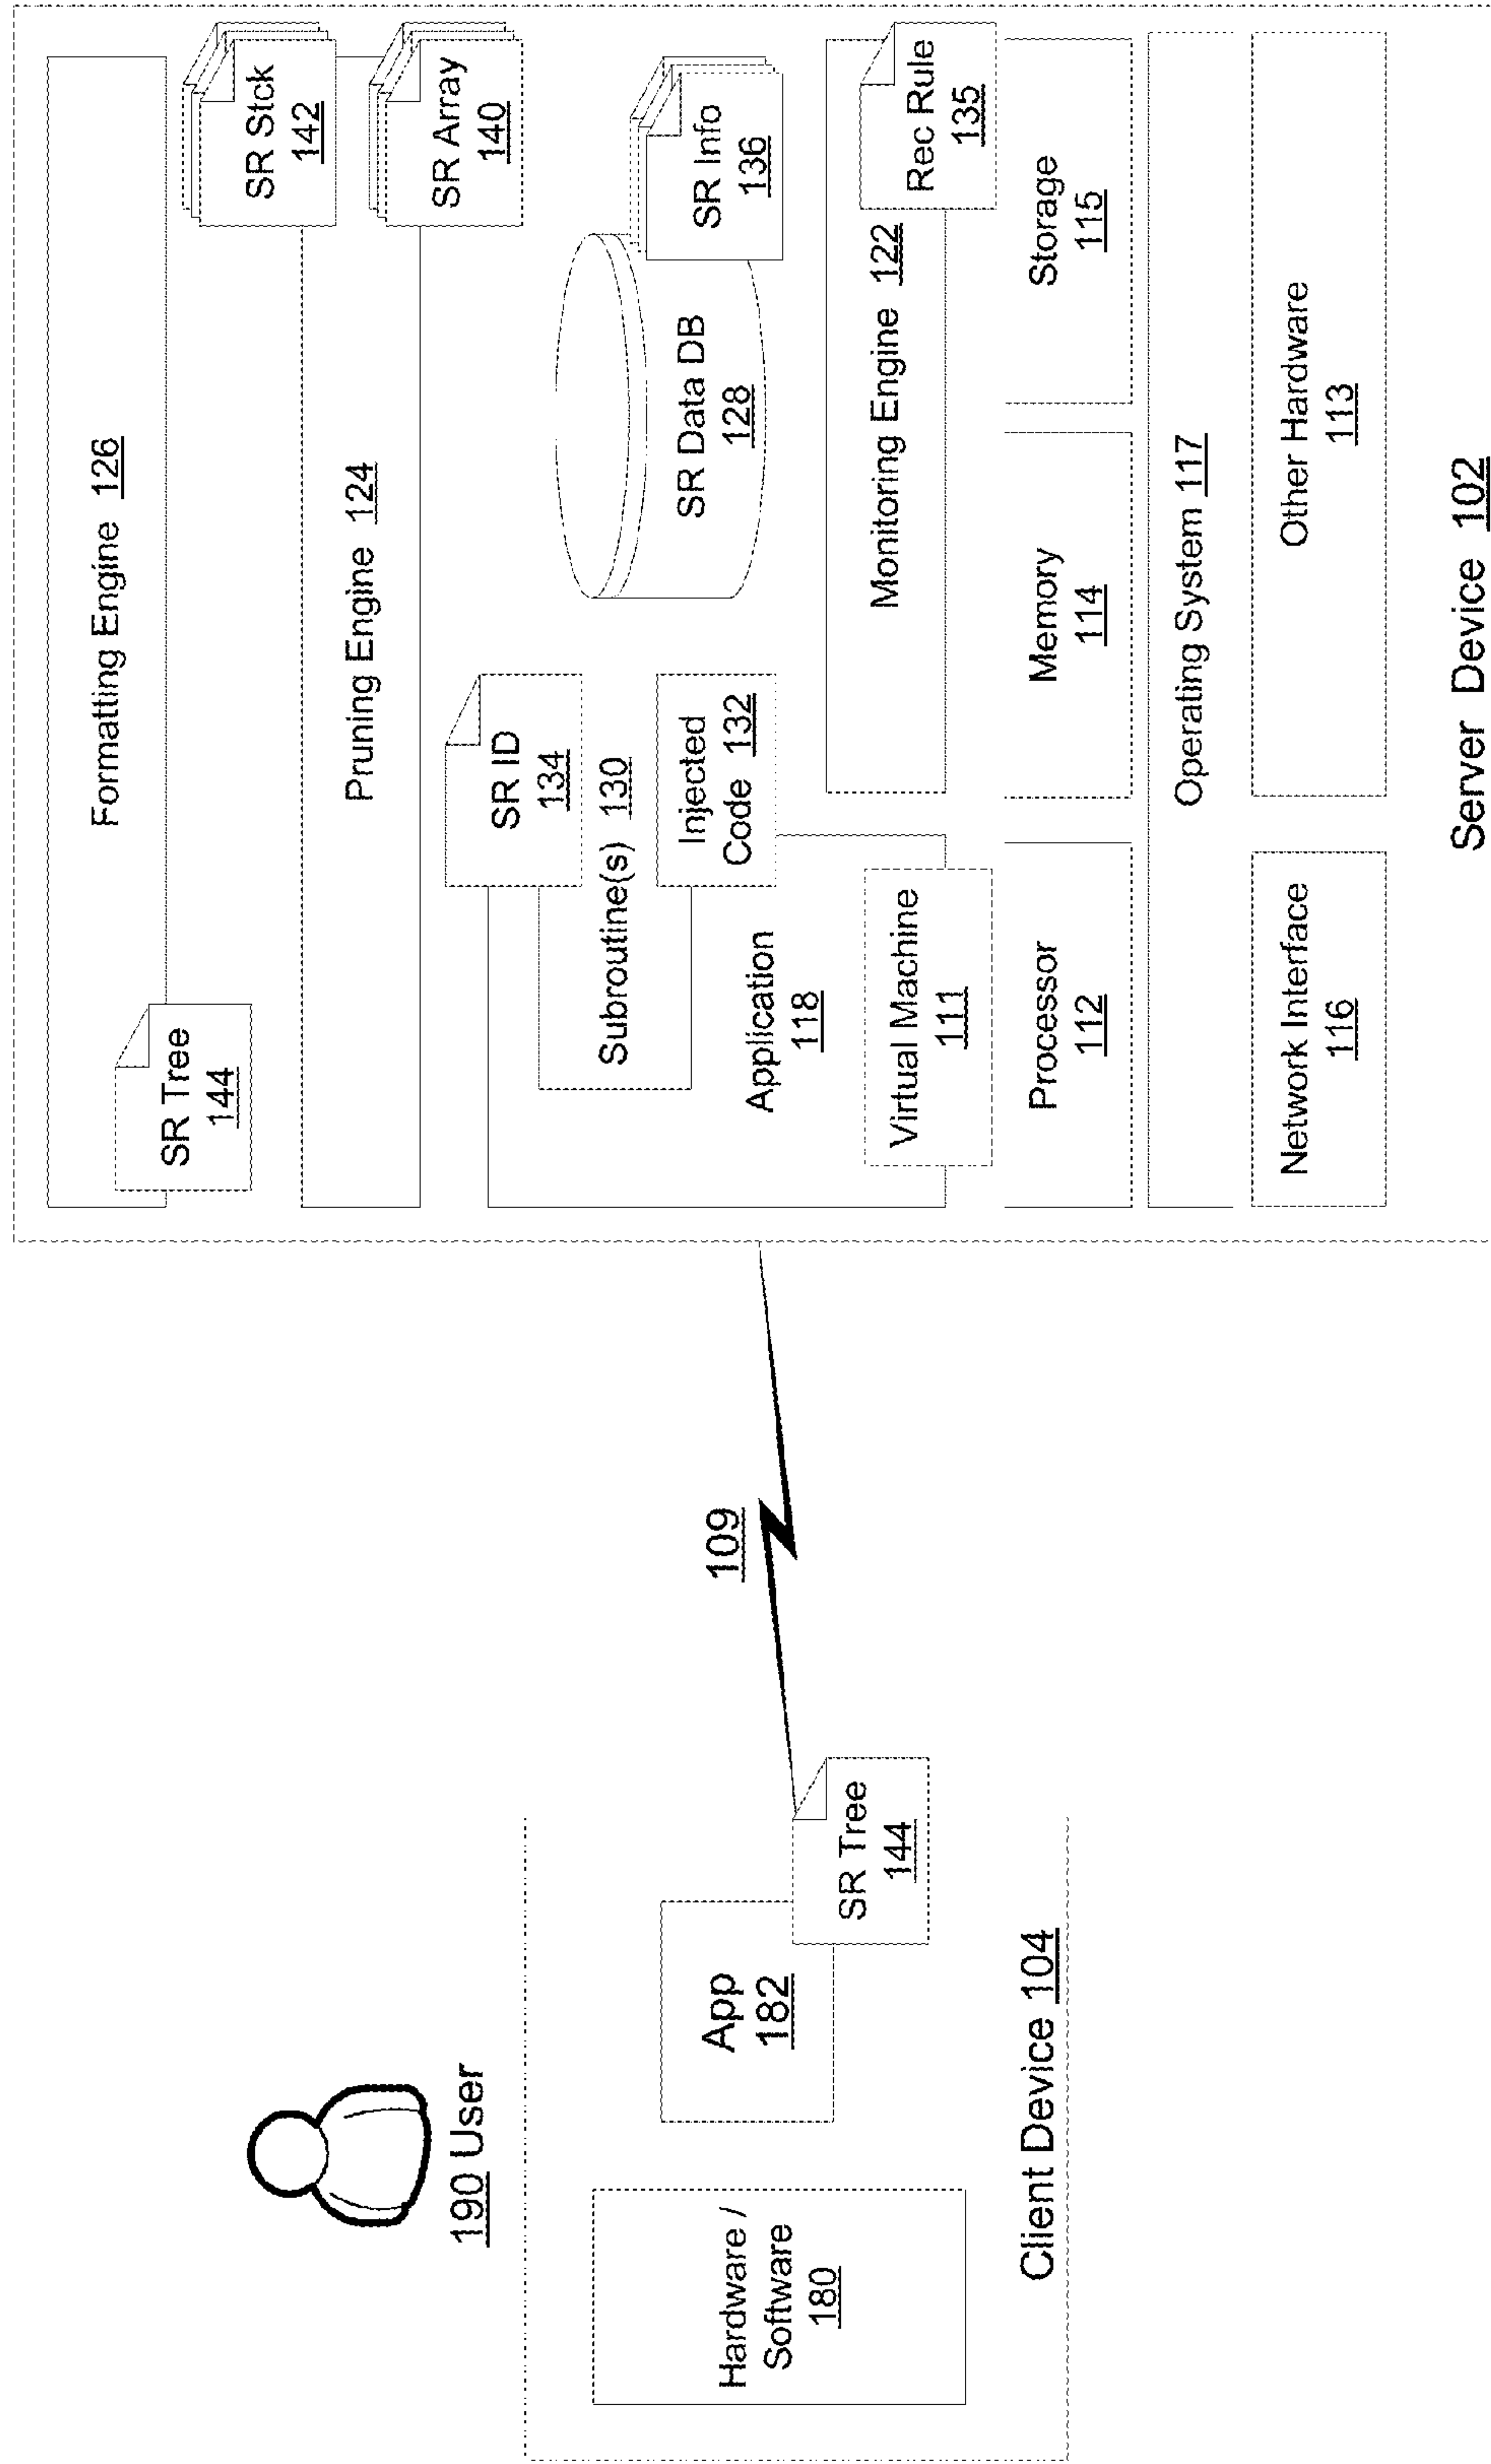 190 User
Hardware /
Software
180
App
182
SR Tree
144
Client Device 104
109
Formatting Engine 126
SR Tree
144
SR Stck
142
Pruning Engine 124
SR Array
140
SR ID
134
Subroutine(s) 130
Injected
Code 132
Application
118
Virtual Machine
111
SR Data DB
128
SR Info
136
Monitoring Engine 122
Rec Rule
135
Processor
112
Memory
114
Storage
115
Operating System 117
Network Interface
116
Other Hardware
113
Server Device 102